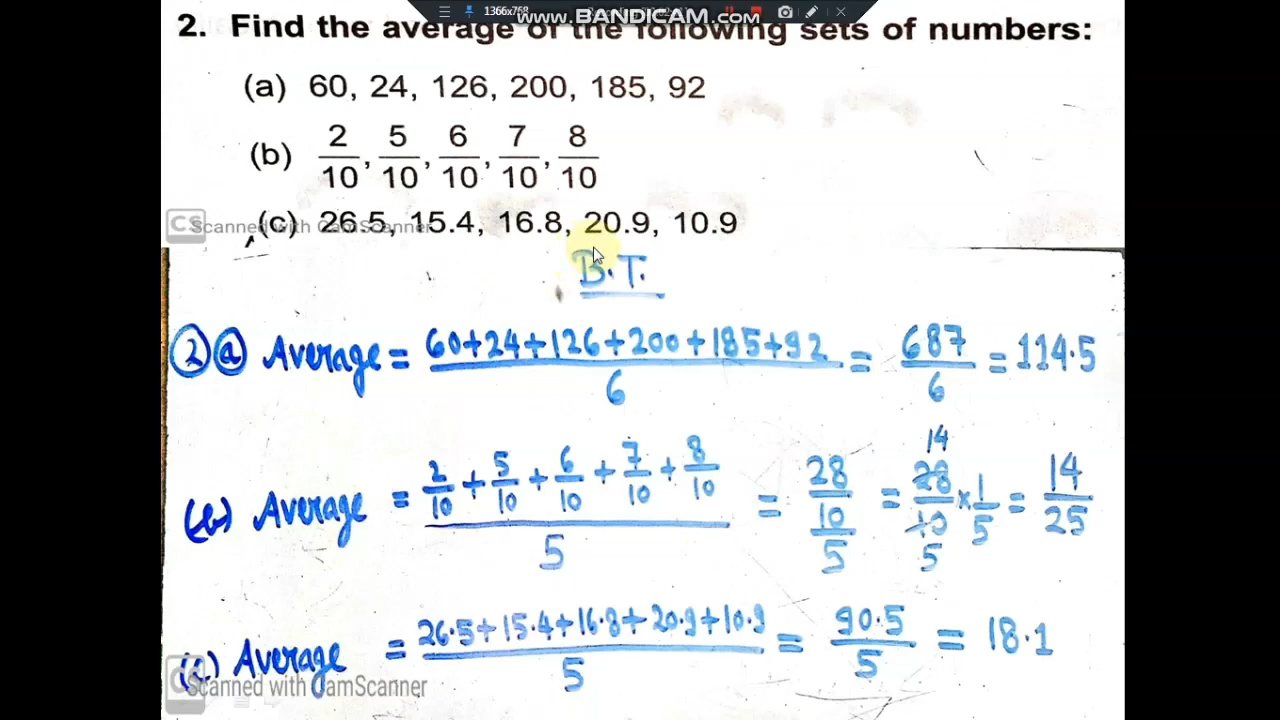 1366x768
www.BANDICAM.com
2. Find the average of the following sets of numbers:
(a) 60, 24, 126, 200, 185, 92
(b) 2/10, 5/10, 6/10, 7/10, 8/10
(c) 26.5, 15.4, 16.8, 20.9, 10.9
CS Scanned with CamScanner
B.T.
2 (a) Average = 60+24+126+200+185+92 / 6 = 687 / 6 = 114.5
(b) Average = 2/10 + 5/10 + 6/10 + 7/10 + 8/10 / 5 = 28/10/5 = 14 28/10 5 × 1/5 = 14/25
(c) Average = 26.5+15.4+16.8+20.9+10.9 / 5 = 90.5 / 5 = 18.1
CS Scanned with CamScanner